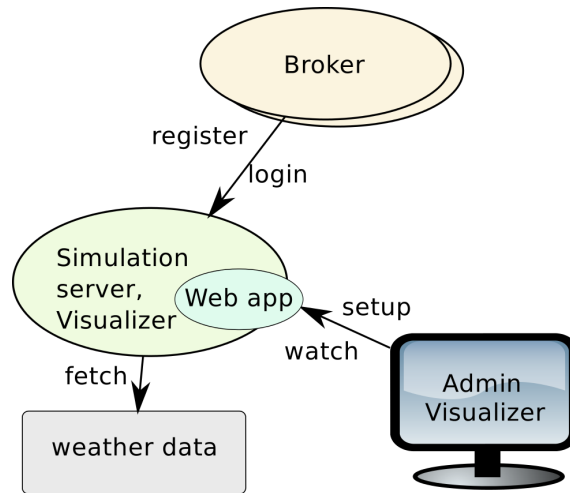 Broker
register
login
Simulation
server,
Visualizer
Web app
setup
watch
fetch
Admin
Visualizer
weather data